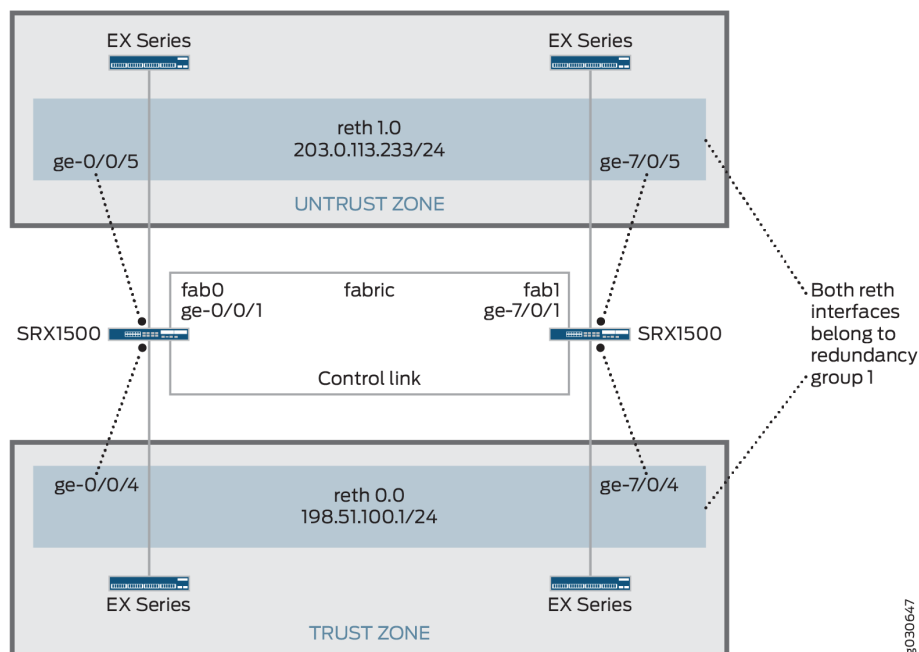 EX Series
EX Series
reth 1.0
203.0.113.233/24
ge-0/0/5
ge-7/0/5
UNTRUST ZONE
fab0
fabric
fab1
ge-0/0/1
ge-7/0/1
SRX1500
SRX1500
Control link
Both reth
interfaces
belong to
redundancy
group 1
ge-0/0/4
ge-7/0/4
reth 0.0
198.51.100.1/24
EX Series
EX Series
TRUST ZONE
g030647